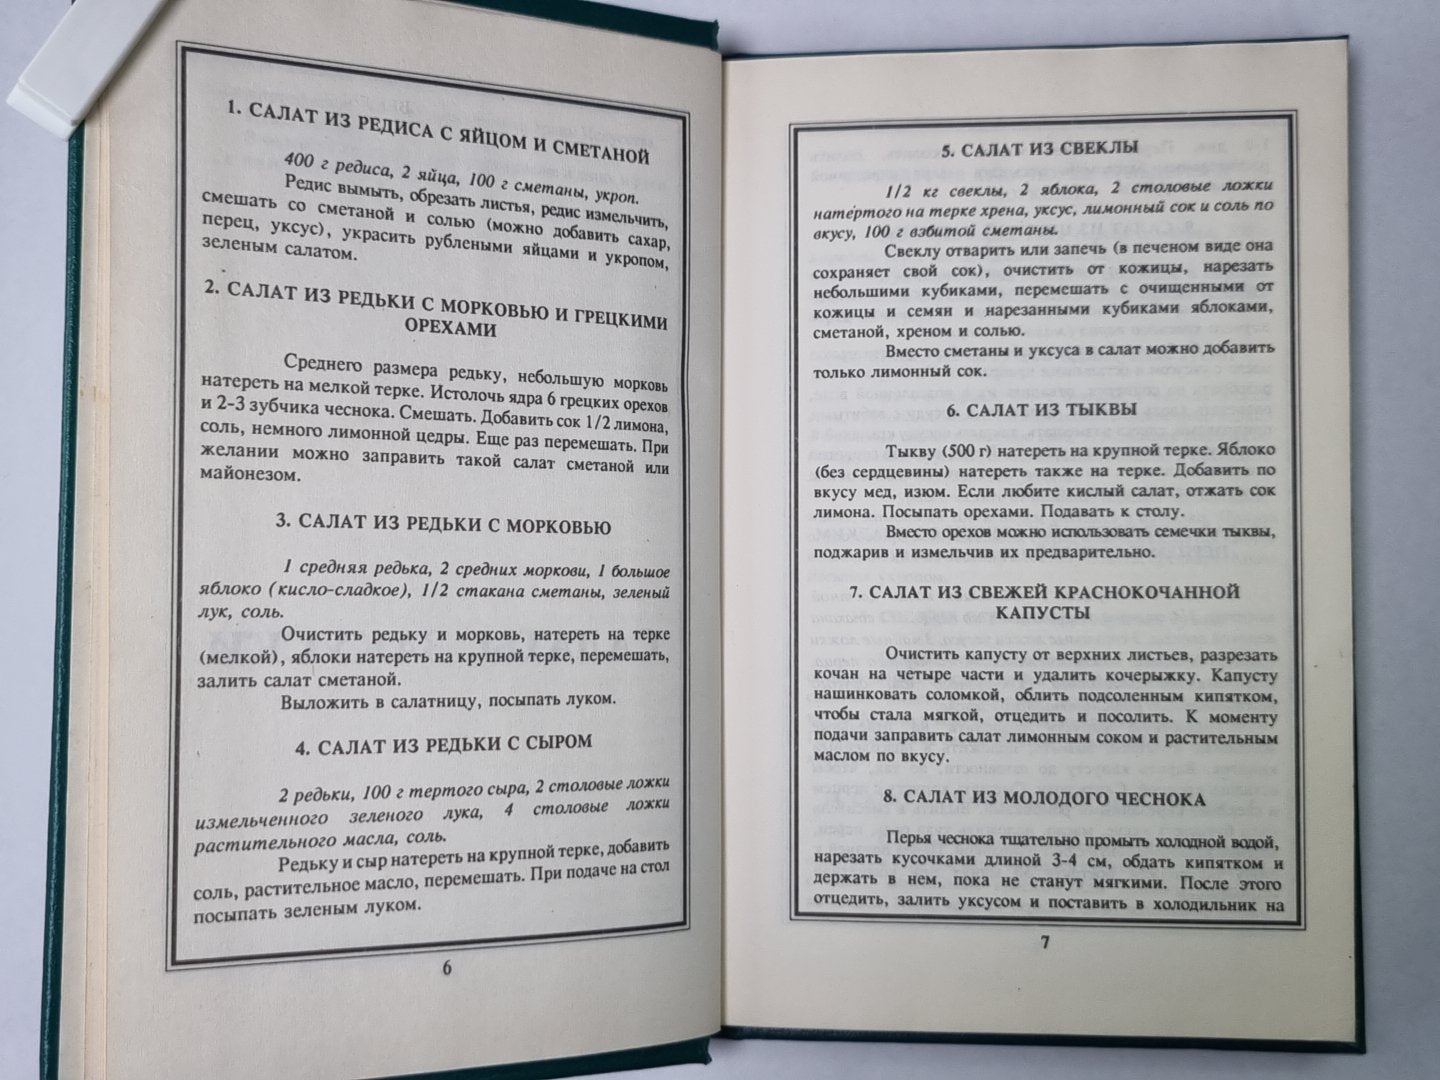 1. САЛАТ ИЗ РЕДИСА С ЯЙЦОМ И СМЕТАНОЙ
400 г редиса, 2 яйца, 100 г сметаны, укроп.
Редис вымыть, обрезать листья, редис измельчить,
смешать со сметаной и солью (можно добавить сахар,
перец, уксус), украсить рублеными яйцами и укропом,
зеленым салатом.
2. САЛАТ ИЗ РЕДЬКИ С МОРКОВЬЮ И ГРЕЦКИМИ
ОРЕХАМИ
Среднего размера редьку, небольшую морковь
натереть на мелкой терке. Истолочь ядра 6 грецких орехов
и 2-3 зубчика чеснока. Смешать. Добавить сок 1/2 лимона,
соль, немного лимонной цедры. Еще раз перемешать. При
желании можно заправить такой салат сметаной или
майонезом.
3. САЛАТ ИЗ РЕДЬКИ С МОРКОВЬЮ
1 средняя редька, 2 средних моркови, 1 большое
яблоко (кисло-сладкое), 1/2 стакана сметаны, зеленый
лук, соль.
Очистить редьку и морковь, натереть на терке
(мелкой), яблоки натереть на крупной терке, перемешать,
залить салат сметаной.
Выложить в салатницу, посыпать луком.
4. САЛАТ ИЗ РЕДЬКИ С СЫРОМ
2 редьки, 100 г тертого сыра, 2 столовые ложки
измельченного зеленого лука, 4 столовые ложки
растительного масла, соль.
Редьку и сыр натереть на крупной терке, добавить
соль, растительное масло, перемешать. При подаче на стол
посыпать зеленым луком.
6
5. САЛАТ ИЗ СВЕКЛЫ
1/2 кг свеклы, 2 яблока, 2 столовые ложки
натертого на терке хрена, уксус, лимонный сок и соль по
вкусу, 100 г взбитой сметаны.
Свеклу отварить или запечь (в печеном виде она
сохраняет свой сок), очистить от кожицы, нарезать
небольшими кубиками, перемешать с очищенными от
кожицы и семян и нарезанными кубиками яблоками,
сметаной, хреном и солью.
Вместо сметаны и уксуса в салат можно добавить
только лимонный сок.
6. САЛАТ ИЗ ТЫКВЫ
Тыкву (500 г) натереть на крупной терке. Яблоко
(без сердцевины) натереть также на терке. Добавить по
вкусу мед, изюм. Если любите кислый салат, отжать сок
лимона. Посыпать орехами. Подавать к столу.
Вместо орехов можно использовать семечки тыквы,
поджарив и измельчив их предварительно.
7. САЛАТ ИЗ СВЕЖЕЙ КРАСНОКОЧАННОЙ
КАПУСТЫ
Очистить капусту от верхних листьев, разрезать
кочан на четыре части и удалить кочерыжку. Капусту
нашинковать соломкой, облить подсоленным кипятком,
чтобы стала мягкой, отцедить и посолить. К моменту
подачи заправить салат лимонным соком и растительным
маслом по вкусу.
8. САЛАТ ИЗ МОЛОДОГО ЧЕСНОКА
Перья чеснока тщательно промыть холодной водой,
нарезать кусочками длиной 3-4 см, обдать кипятком и
держать в нем, пока не станут мягкими. После этого
отцедить, залить уксусом и поставить в холодильник на
7